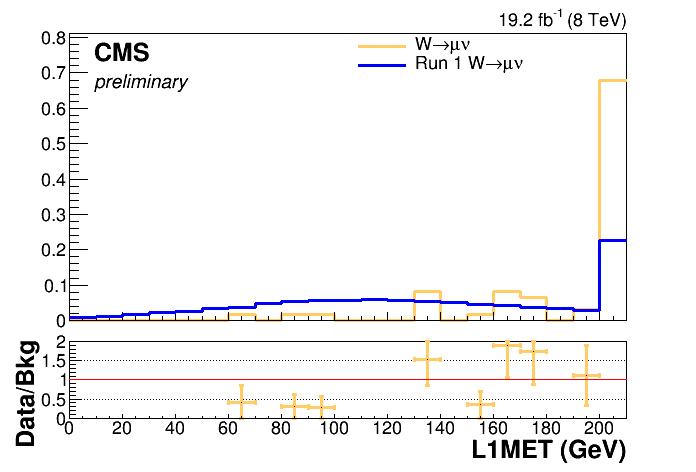 19.2 fb⁻¹ (8 TeV)
CMS
preliminary
W→μν
Run 1 W→μν
0.8
0.7
0.6
0.5
0.4
0.3
0.2
0.1
0
2
1.5
1
0.5
0
Data/Bkg
0 20 40 60 80 100 120 140 160 180 200
L1MET (GeV)